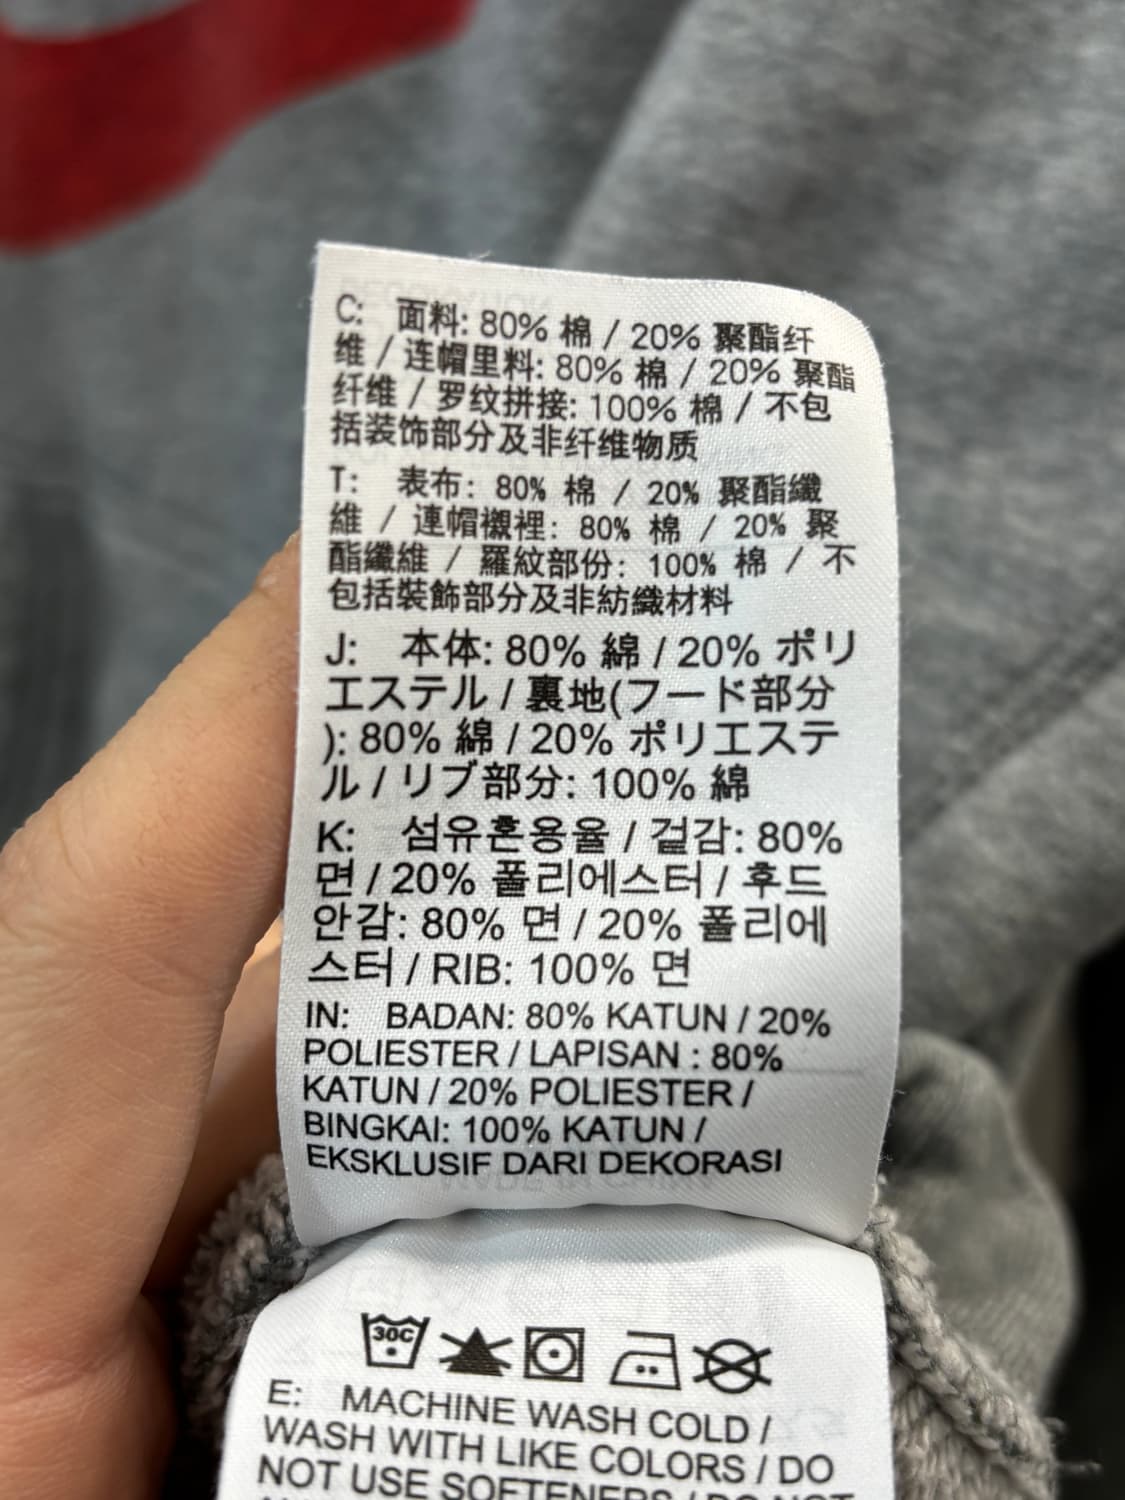 C: 面料: 80% 棉 / 20% 聚酯纤
维 / 连帽里料: 80% 棉 / 20% 聚酯
纤维 / 罗纹拼接: 100% 棉 / 不包
括装饰部分及非纤维物质
T: 表布: 80% 棉 / 20% 聚酯纖
維 / 連帽襯裡: 80% 棉 / 20% 聚
酯纖維 / 羅紋部份: 100% 棉 / 不
包括裝飾部分及非紡織材料
J: 本体: 80% 綿 / 20% ポリ
エステル / 裏地(フード部分
): 80% 綿 / 20% ポリエステ
ル / リブ部分: 100% 綿
K: 섬유혼용율 / 겉감: 80%
면 / 20% 폴리에스터 / 후드
안감: 80% 면 / 20% 폴리에
스터 / RIB: 100% 면
IN: BADAN: 80% KATUN / 20%
POLIESTER / LAPISAN : 80%
KATUN / 20% POLIESTER /
BINGKAI: 100% KATUN /
EKSKLUSIF DARI DEKORASI
30C
E: MACHINE WASH COLD /
WASH WITH LIKE COLORS / DO
NOT USE SOFTENERS / DO NOT